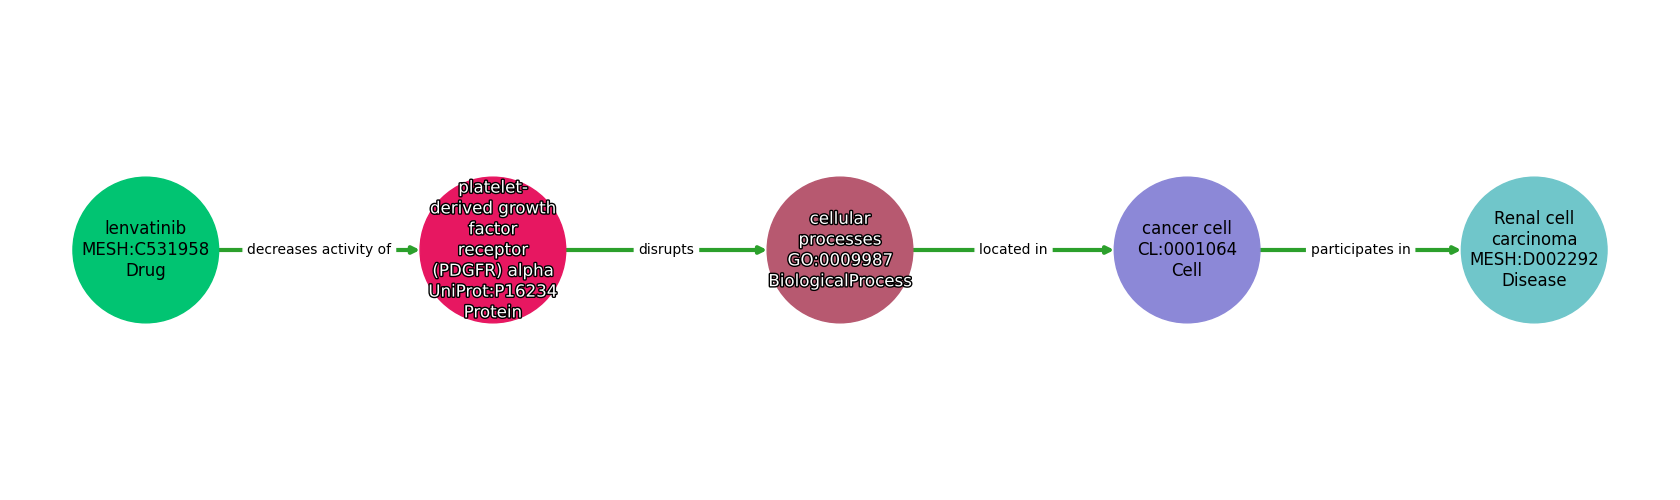 lenvatinib
MESH:C531958
Drug
decreases activity of
platelet-
derived growth
factor
receptor
(PDGFR) alpha
UniProt:P16234
Protein
disrupts
cellular
processes
GO:0009987
BiologicalProcess
located in
cancer cell
CL:0001064
Cell
participates in
Renal cell
carcinoma
MESH:D002292
Disease